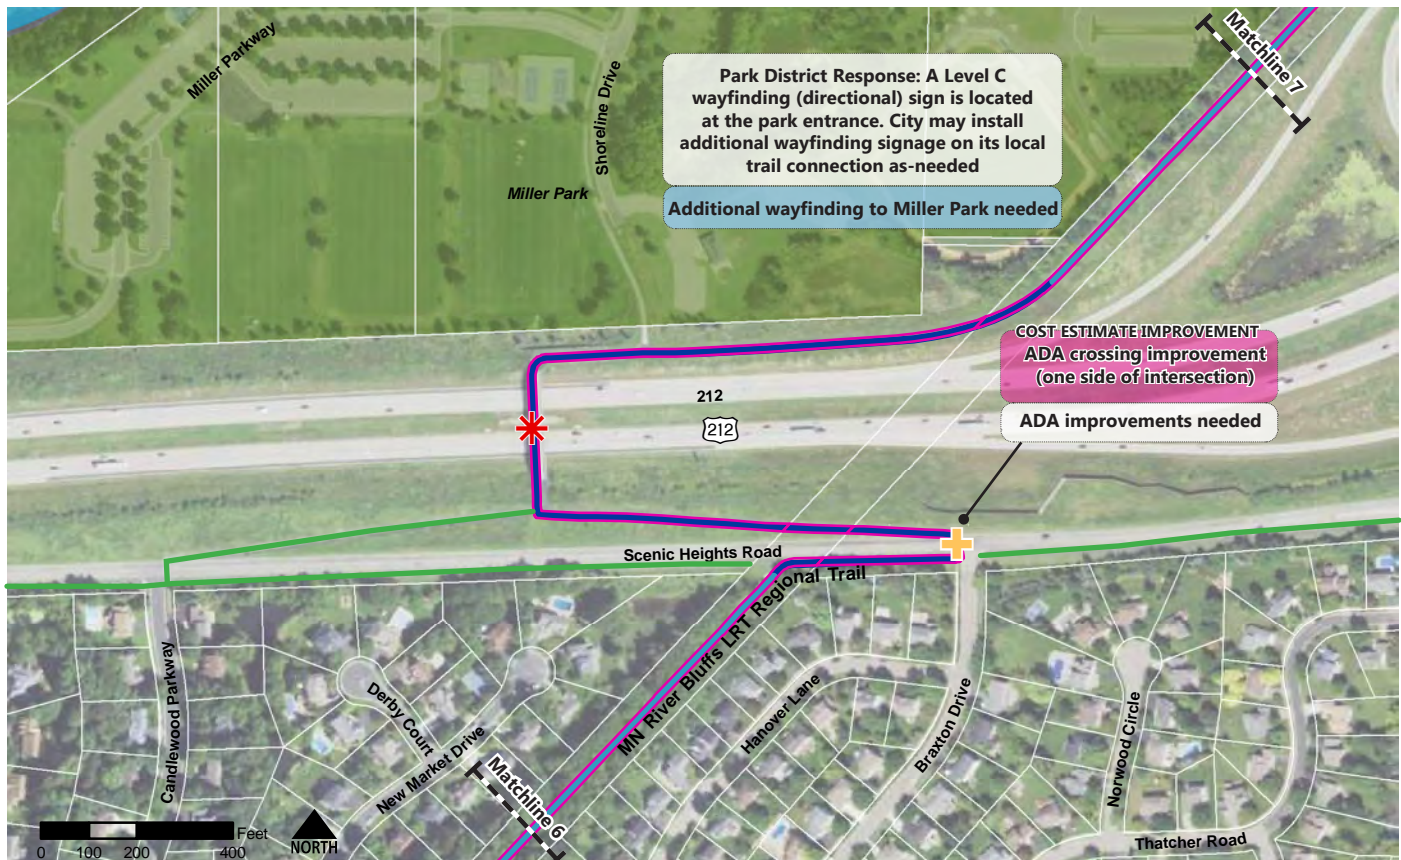 Miller Parkway
Shoreline Drive
Miller Park
Park District Response: A Level C
wayfinding (directional) sign is located
at the park entrance. City may install
additional wayfinding signage on its local
trail connection as-needed
Additional wayfinding to Miller Park needed
Matchline 7
COST ESTIMATE IMPROVEMENT
ADA crossing improvement
(one side of intersection)
ADA improvements needed
212
212
Scenic Heights Road
MN River Bluffs LRT Regional Trail
Candlewood Parkway
Derby Court
New Market Drive
Hanover Lane
Braxton Drive
Norwood Circle
Thatcher Road
Matchline 6
Feet
0 100 200 400
NORTH